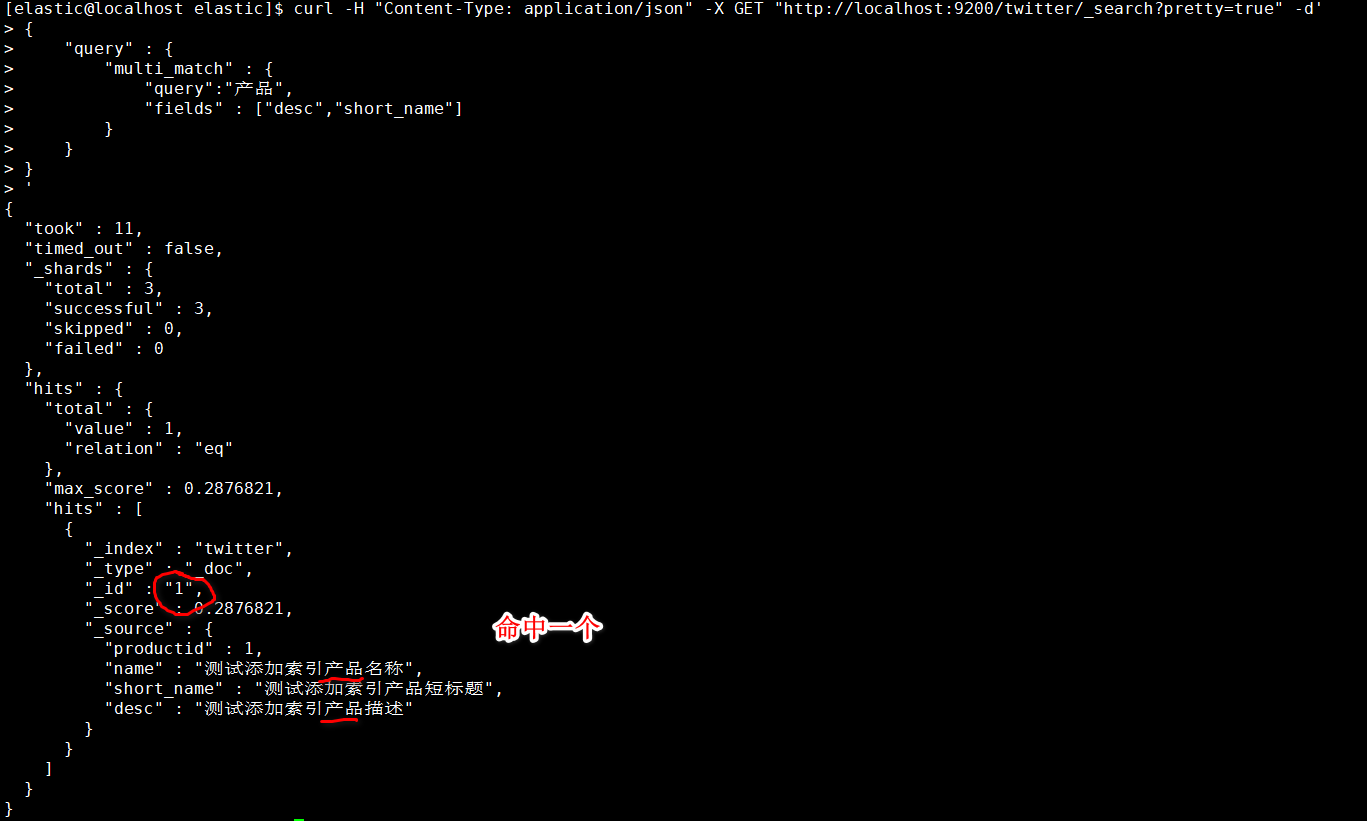 [elastic@localhost elastic]$ curl -H "Content-Type: application/json" -X GET "http://localhost:9200/twitter/_search?pretty=true" -d'
> {
>     "query" : {
>         "multi_match" : {
>             "query":"产品",
>             "fields" : ["desc","short_name"]
>         }
>     }
> }
> '
{
  "took" : 11,
  "timed_out" : false,
  "_shards" : {
    "total" : 3,
    "successful" : 3,
    "skipped" : 0,
    "failed" : 0
  },
  "hits" : {
    "total" : {
      "value" : 1,
      "relation" : "eq"
    },
    "max_score" : 0.2876821,
    "hits" : [
      {
        "_index" : "twitter",
        "_type" : "_doc",
        "_id" : "1",
        "_score" : 0.2876821,
        "_source" : {
命中一个
          "productid" : 1,
          "name" : "测试添加索引产品名称",
          "short_name" : "测试添加索引产品短标题",
          "desc" : "测试添加索引产品描述"
        }
      }
    ]
  }
}